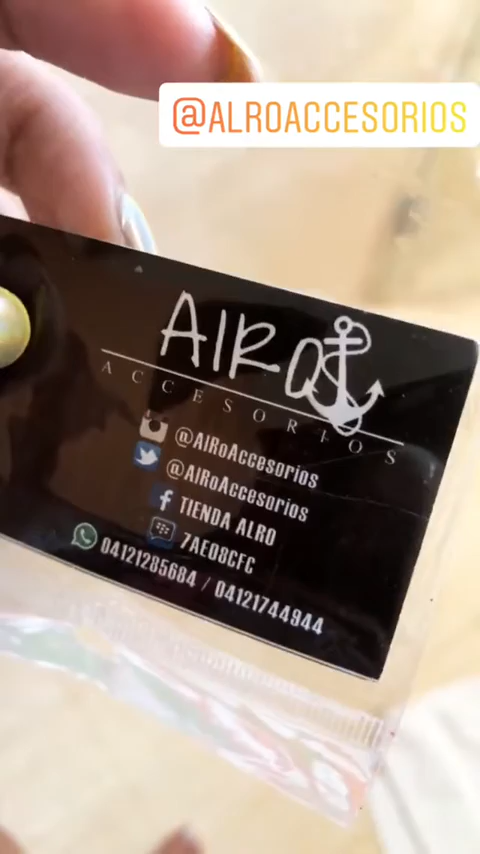 @ALROACCESORIOS
AlRo
ACCESORIOS
@AlRoAccesorios
@AlRoAccesorios
TIENDA ALRO
7AE08CFC
04121285684 / 04121744944